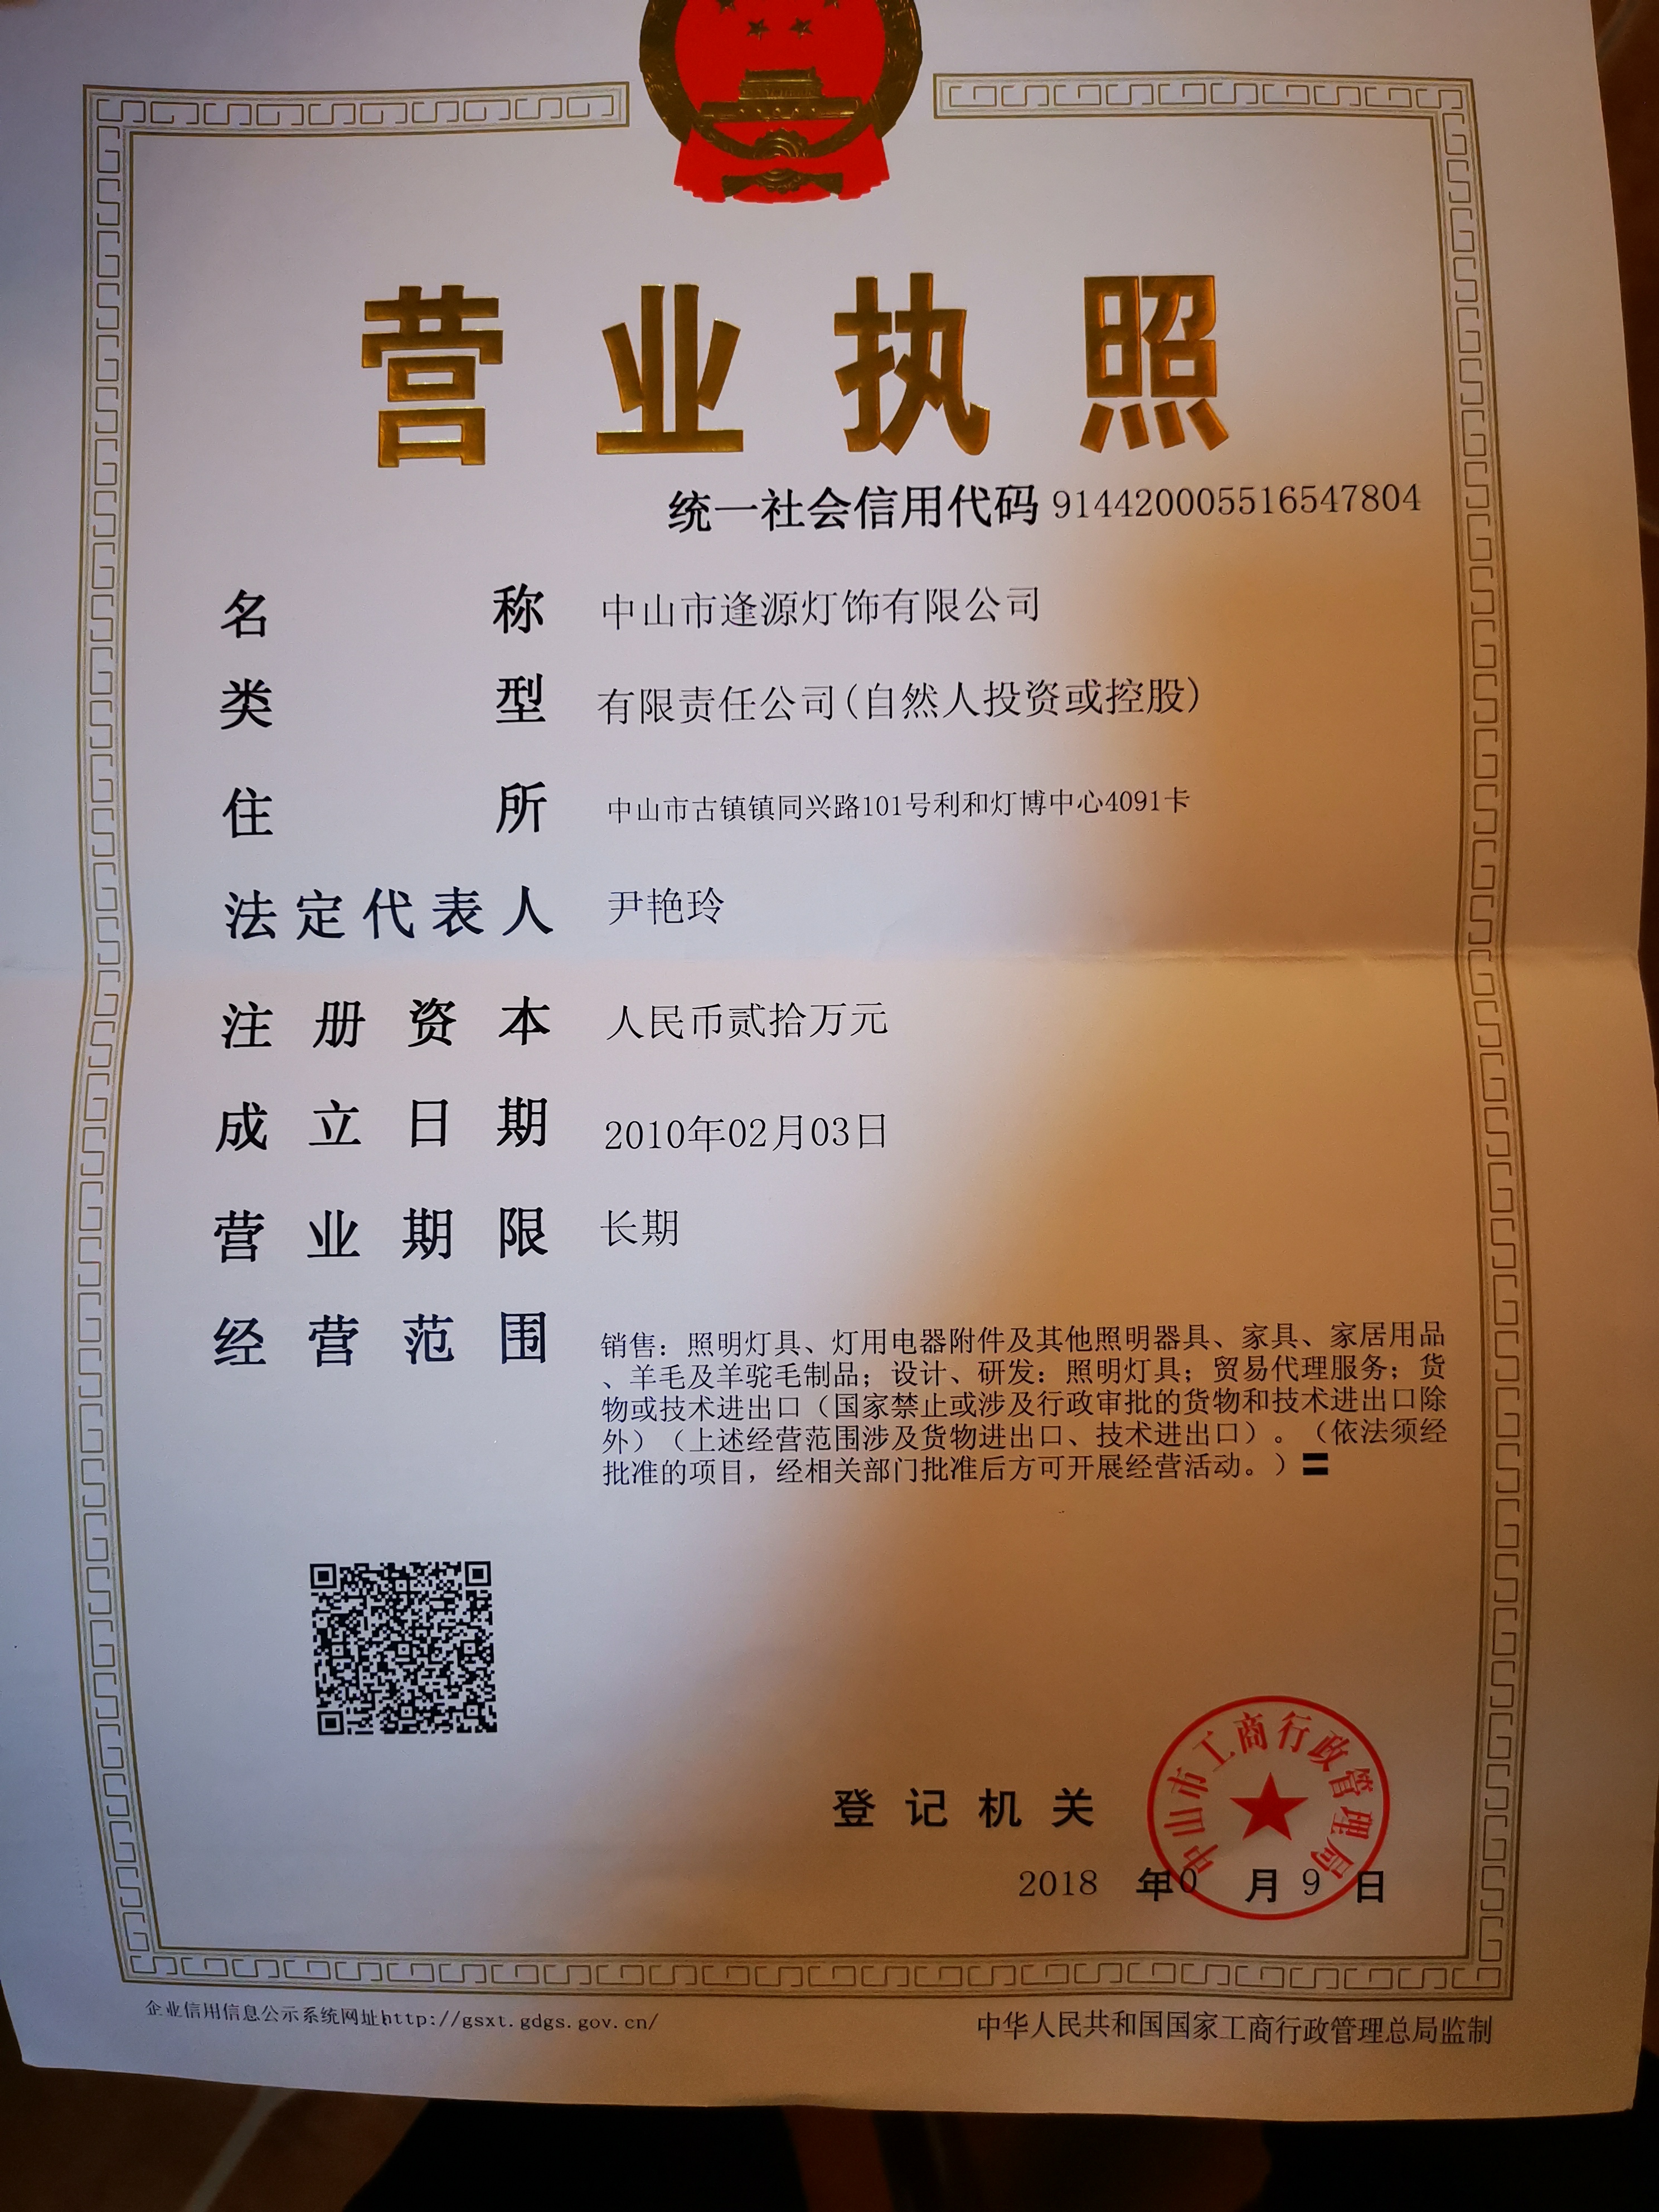 营业执照
统一社会信用代码 914420005516547804
名称 中山市逢源灯饰有限公司
类型 有限责任公司(自然人投资或控股)
住所 中山市古镇镇同兴路101号利和灯博中心4091卡
法定代表人 尹艳玲
注册资本 人民币贰拾万元
成立日期 2010年02月03日
营业期限 长期
经营范围 销售：照明灯具、灯用电器附件及其他照明器具、家具、家居用品
、羊毛及羊驼毛制品；设计、研发：照明灯具；贸易代理服务；货
物或技术进出口（国家禁止或涉及行政审批的货物和技术进出口除
外）（上述经营范围涉及货物进出口、技术进出口）。（依法须经
批准的项目，经相关部门批准后方可开展经营活动。）〓
登记机关
中山市工商行政管理局
2018 年0 月 9 日
企业信用信息公示系统网址http://gsxt.gdgs.gov.cn/
中华人民共和国国家工商行政管理总局监制